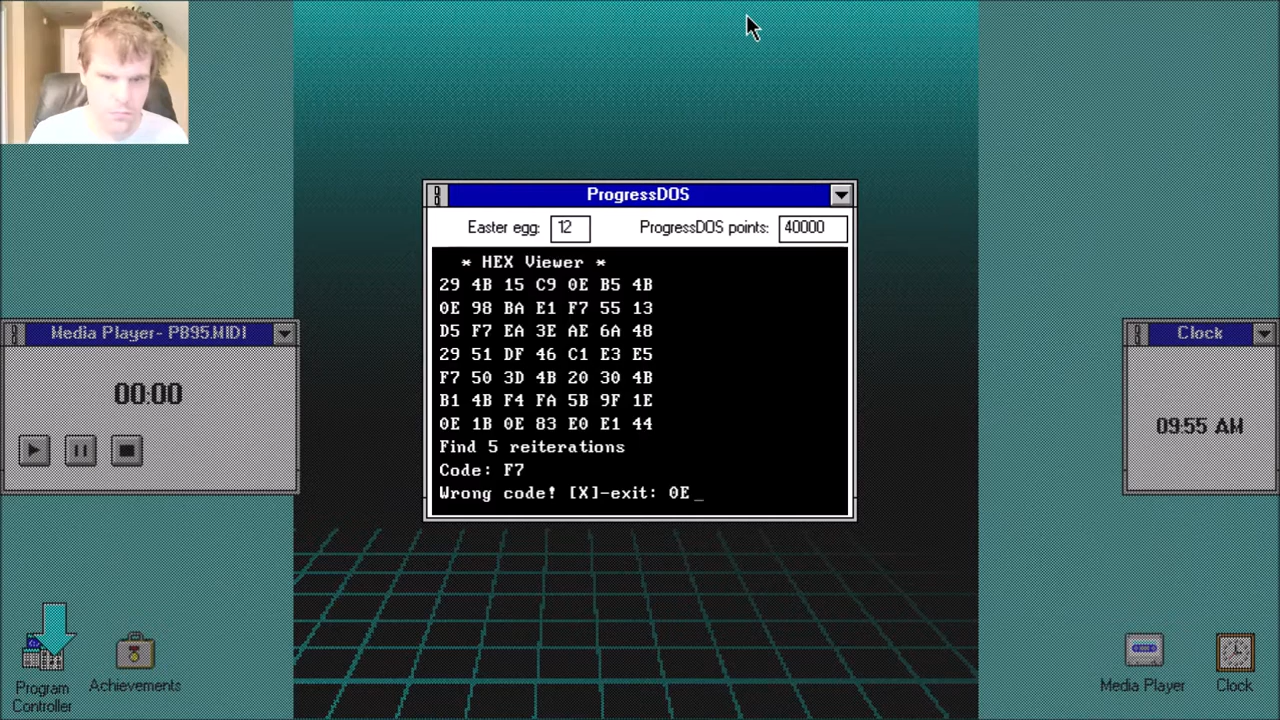 ProgressDOS
Easter egg: 12 ProgressDOS points: 40000
* HEX Viewer *
29 4B 15 C9 0E B5 4B
0E 98 BA E1 F7 55 13
D5 F7 EA 3E AE 6A 48
29 51 DF 46 C1 E3 E5
F7 50 3D 4B 20 30 4B
B1 4B F4 FA 5B 9F 1E
0E 1B 0E 83 E0 E1 44
Find 5 reiterations
Code: F7
Wrong code! [X]-exit: 0E_
Media Player- PB95.MIDI
00:00
Clock
09:55 AM
Program
Controller
Achievements
Media Player
Clock